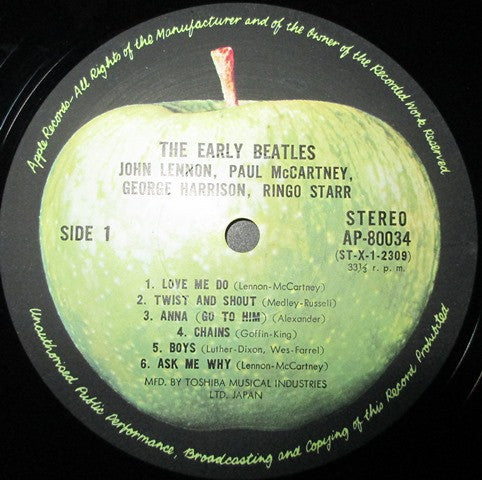 Apple Records-All Rights of the Manufacturer and of the Owner of the Recorded Work Reserved
THE EARLY BEATLES
JOHN LENNON, PAUL McCARTNEY,
GEORGE HARRISON, RINGO STARR
SIDE 1
STEREO
AP-80034
(ST-X-1-2309)
33⅓ r. p. m.
1. LOVE ME DO (Lennon-McCartney)
2. TWIST AND SHOUT (Medley-Russell)
3. ANNA (GO TO HIM) (Alexander)
4. CHAINS (Goffin-King)
5. BOYS (Luther-Dixon, Wes-Farrel)
6. ASK ME WHY (Lennon-McCartney)
MFD. BY TOSHIBA MUSICAL INDUSTRIES
LTD. JAPAN
Unauthorised Public Performance, Broadcasting and Copying of this Record Prohibited